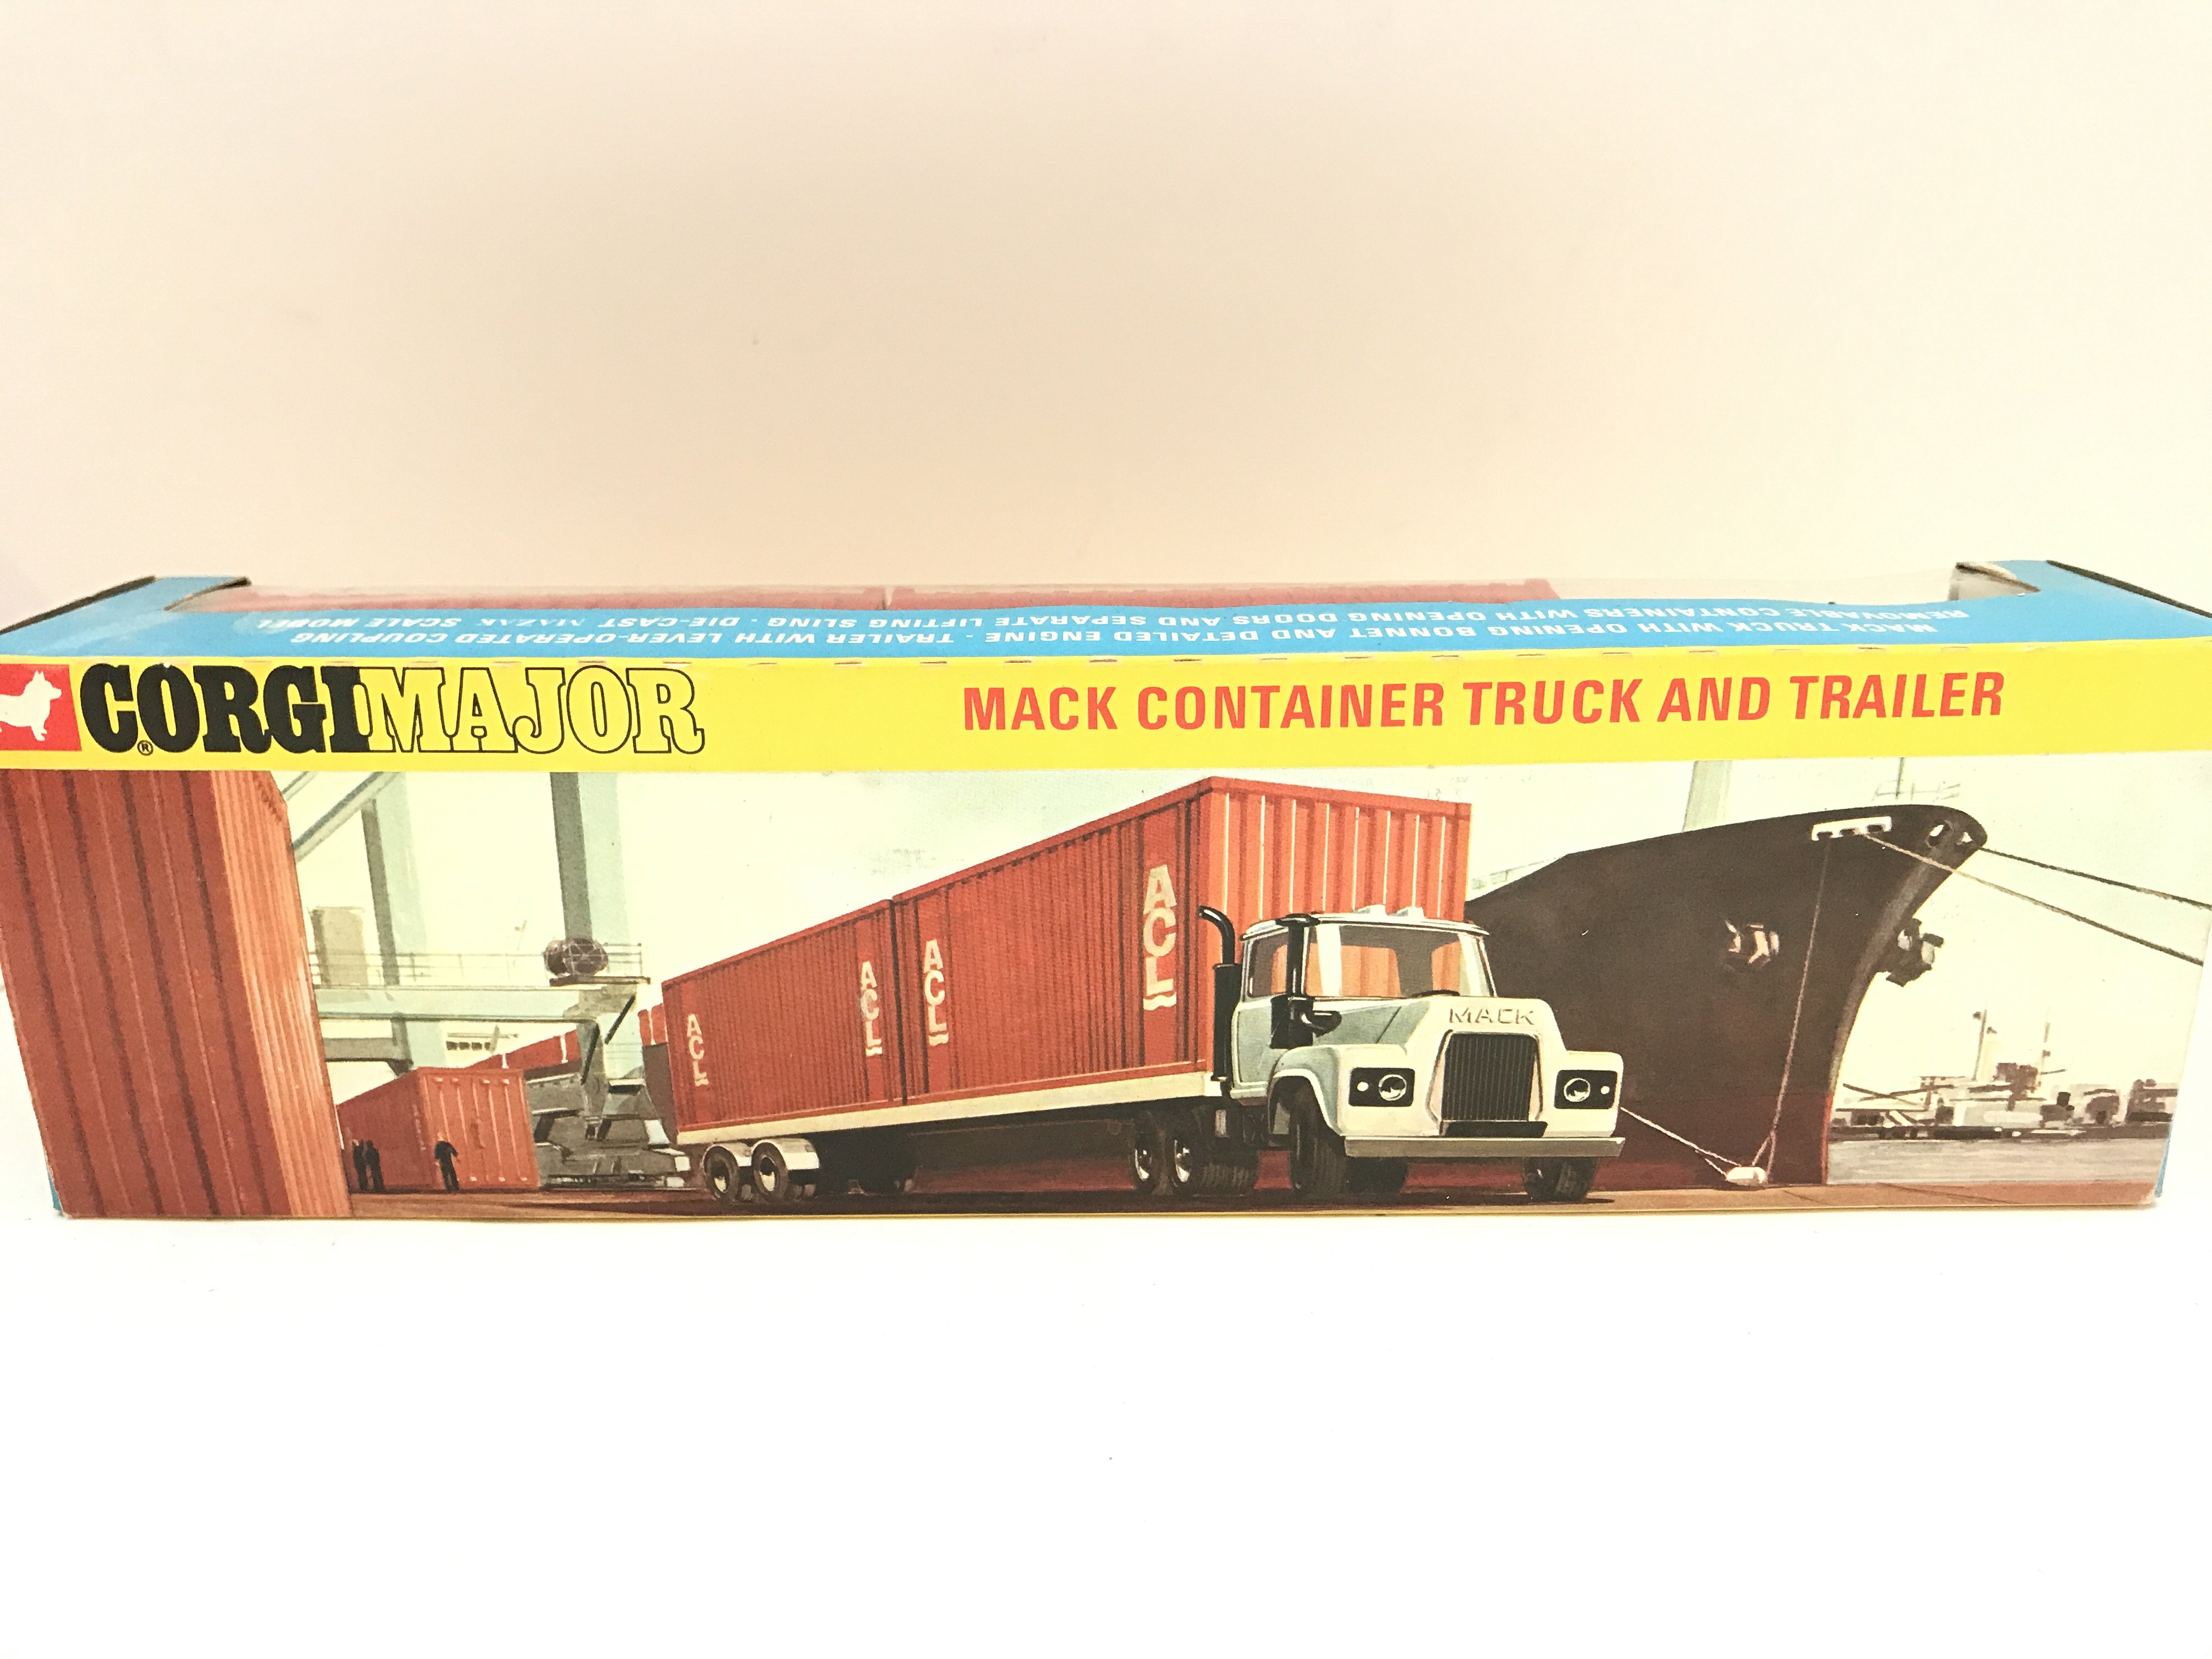 MACK TRUCK WITH OPENING BONNET AND DETAILED ENGINE - TRAILER WITH LEVER-OPERATED COUPLING
REMOVABLE CONTAINERS WITH OPENING DOORS AND SEPARATE LIFTING SLING · DIE-CAST MAZAK SCALE MODEL
CORGI® MAJOR
MACK CONTAINER TRUCK AND TRAILER
ACL
ACL
ACL
ACL
MACK